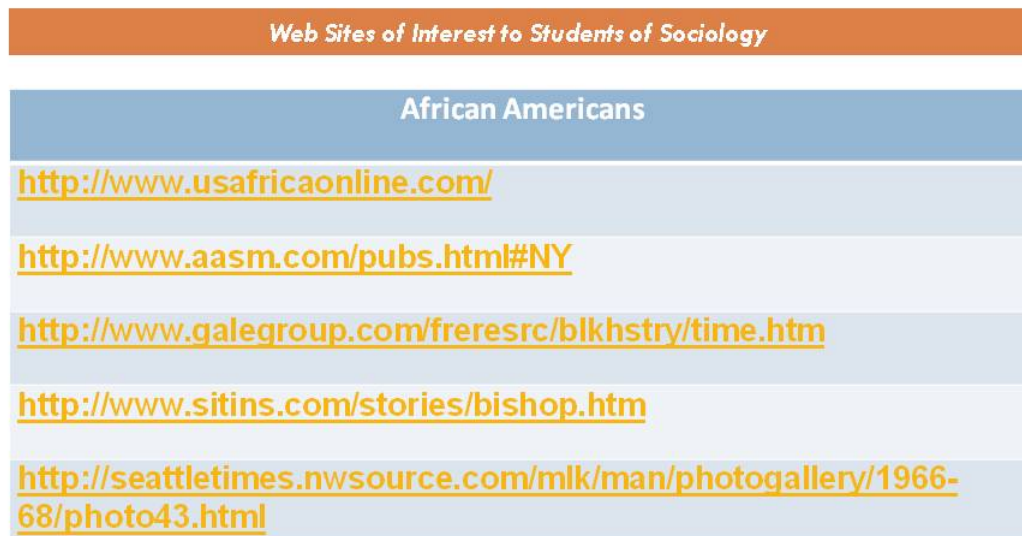 Web Sites of Interest to Students of Sociology
African Americans
http://www.usafricaonline.com/
http://www.aasm.com/pubs.html#NY
http://www.galegroup.com/freresrc/blkhstry/time.htm
http://www.sitins.com/stories/bishop.htm
http://seattletimes.nwsource.com/mlk/man/photogallery/1966-
68/photo43.html